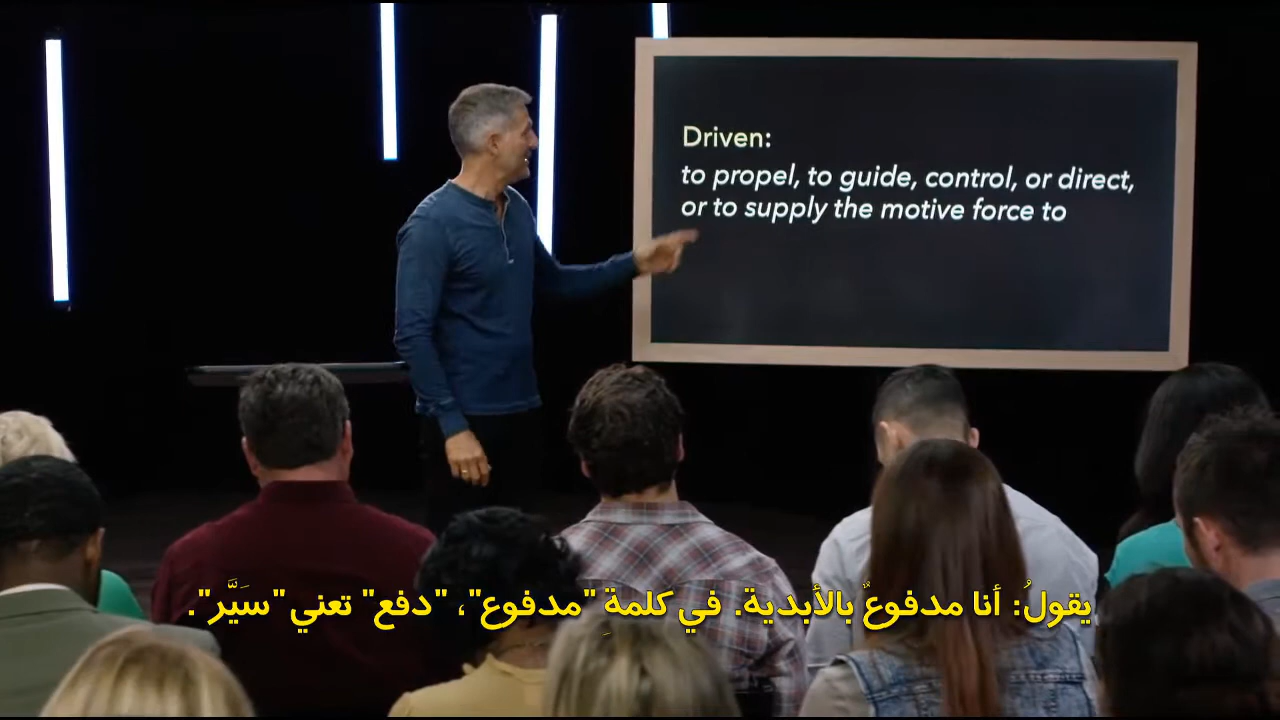 Driven:
to propel, to guide, control, or direct,
or to supply the motive force to
يقولُ: أنا مدفوعٌ بالأبدية. في كلمةِ "مدفوع"، "دفع" تعني "سَيَّر".